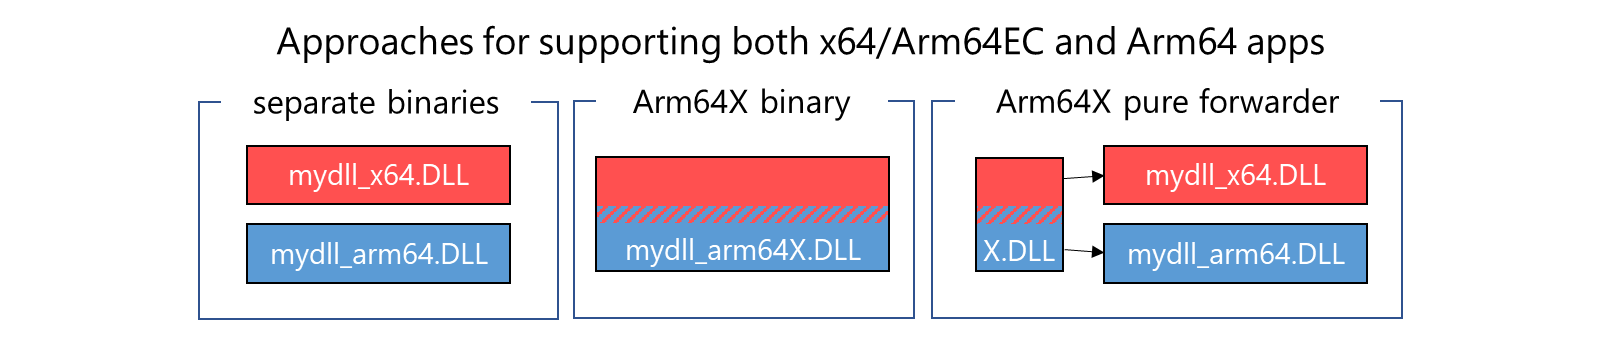 Approaches for supporting both x64/Arm64EC and Arm64 apps
separate binaries
mydll_x64.DLL
mydll_arm64.DLL
Arm64X binary
mydll_arm64X.DLL
Arm64X pure forwarder
X.DLL
mydll_x64.DLL
mydll_arm64.DLL